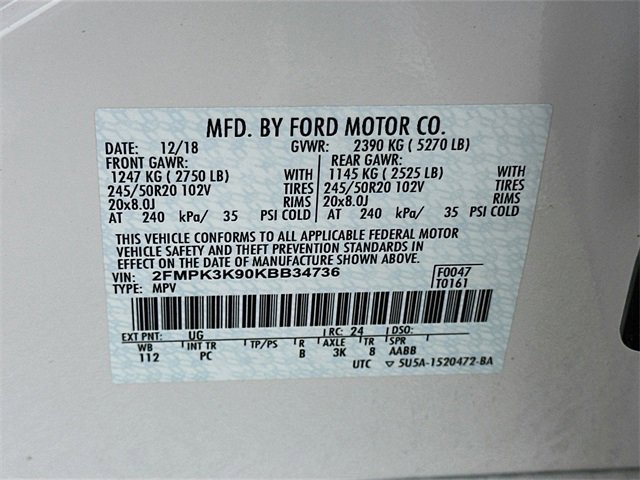 MFD. BY FORD MOTOR CO.
DATE: 12/18 GVWR: 2390 KG ( 5270 LB)
FRONT GAWR: REAR GAWR:
1247 KG ( 2750 LB) WITH 1145 KG ( 2525 LB) WITH
245/50R20 102V TIRES 245/50R20 102V TIRES
20x8.0J RIMS 20x8.0J RIMS
AT 240 kPa/ 35 PSI COLD AT 240 kPa/ 35 PSI COLD
THIS VEHICLE CONFORMS TO ALL APPLICABLE FEDERAL MOTOR
VEHICLE SAFETY AND THEFT PREVENTION STANDARDS IN
EFFECT ON THE DATE OF MANUFACTURE SHOWN ABOVE.
VIN: 2FMPK3K90KBB34736 F0047
TYPE: MPV T0161
EXT PNT: UG RC: 24 DSO:
WB INT TR TP/PS R AXLE TR SPR
112 PC B 3K 8 AABB
UTC ▽ 5U5A-1520472-BA